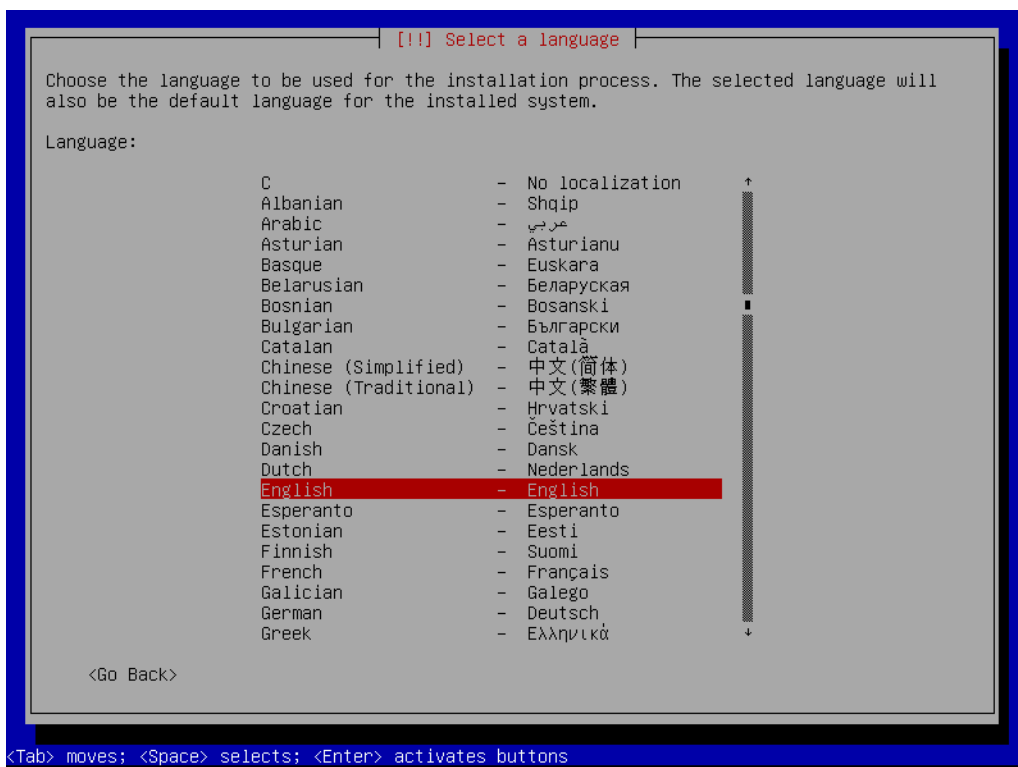 [!!] Select a language
Choose the language to be used for the installation process. The selected language will
also be the default language for the installed system.
Language:
C - No localization
Albanian - Shqip
Arabic - عربي
Asturian - Asturianu
Basque - Euskara
Belarusian - Беларуская
Bosnian - Bosanski
Bulgarian - Български
Catalan - Català
Chinese (Simplified) - 中文(简体)
Chinese (Traditional) - 中文(繁體)
Croatian - Hrvatski
Czech - Čeština
Danish - Dansk
Dutch - Nederlands
English - English
Esperanto - Esperanto
Estonian - Eesti
Finnish - Suomi
French - Français
Galician - Galego
German - Deutsch
Greek - Ελληνικά
<Go Back>
<Tab> moves; <Space> selects; <Enter> activates buttons